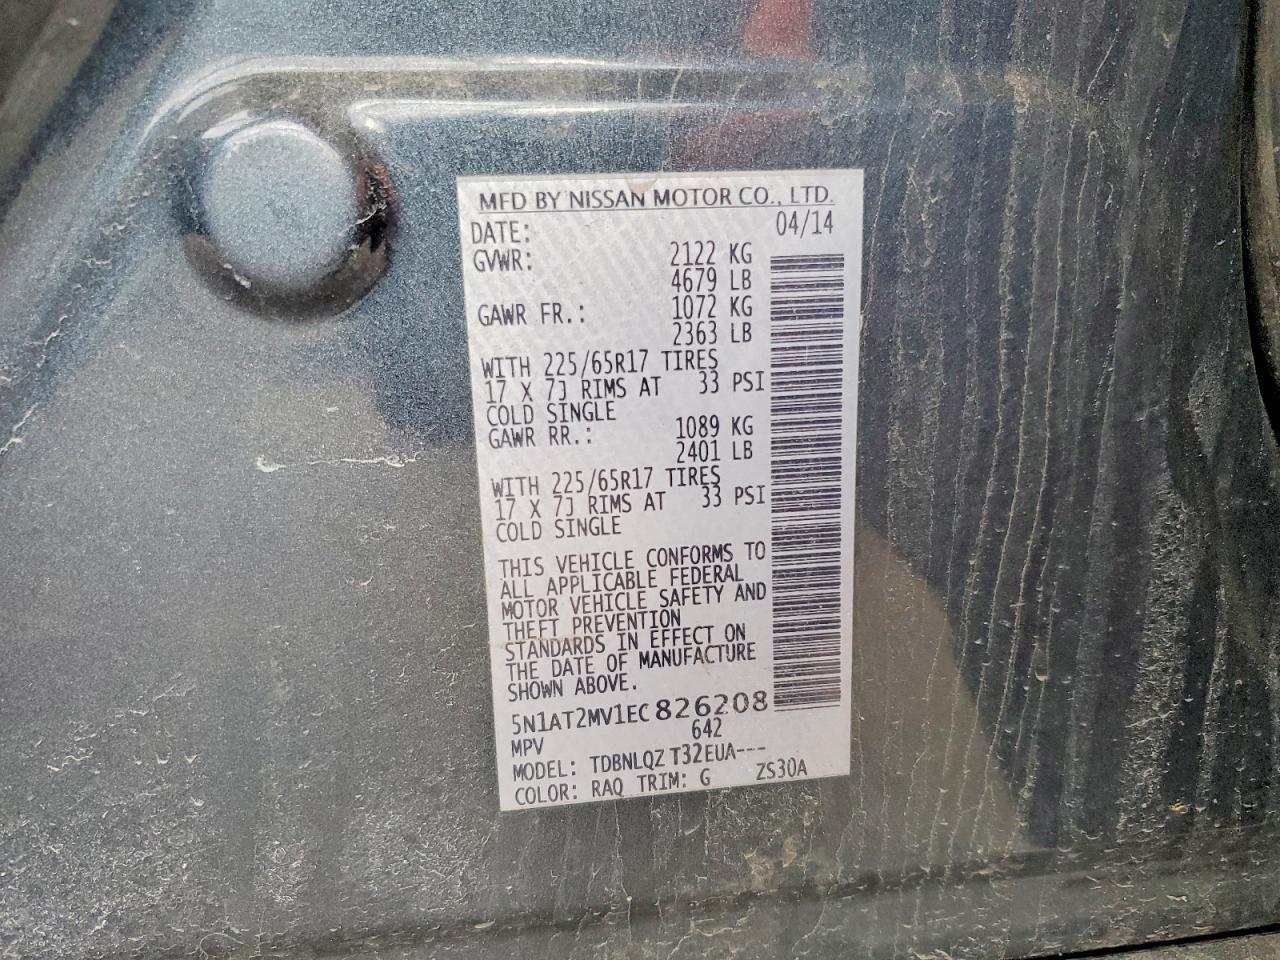 MFD BY NISSAN MOTOR CO., LTD.
DATE: 04/14
GVWR: 2122 KG
4679 LB
GAWR FR.: 1072 KG
2363 LB
WITH 225/65R17 TIRES
17 X 7J RIMS AT 33 PSI
COLD SINGLE
GAWR RR.: 1089 KG
2401 LB
WITH 225/65R17 TIRES
17 X 7J RIMS AT 33 PSI
COLD SINGLE
THIS VEHICLE CONFORMS TO
ALL APPLICABLE FEDERAL
MOTOR VEHICLE SAFETY AND
THEFT PREVENTION
STANDARDS IN EFFECT ON
THE DATE OF MANUFACTURE
SHOWN ABOVE.
5N1AT2MV1EC826208
MPV 642
MODEL: TDBNLQZ T32EUA---
COLOR: RAQ TRIM: G ZS30A